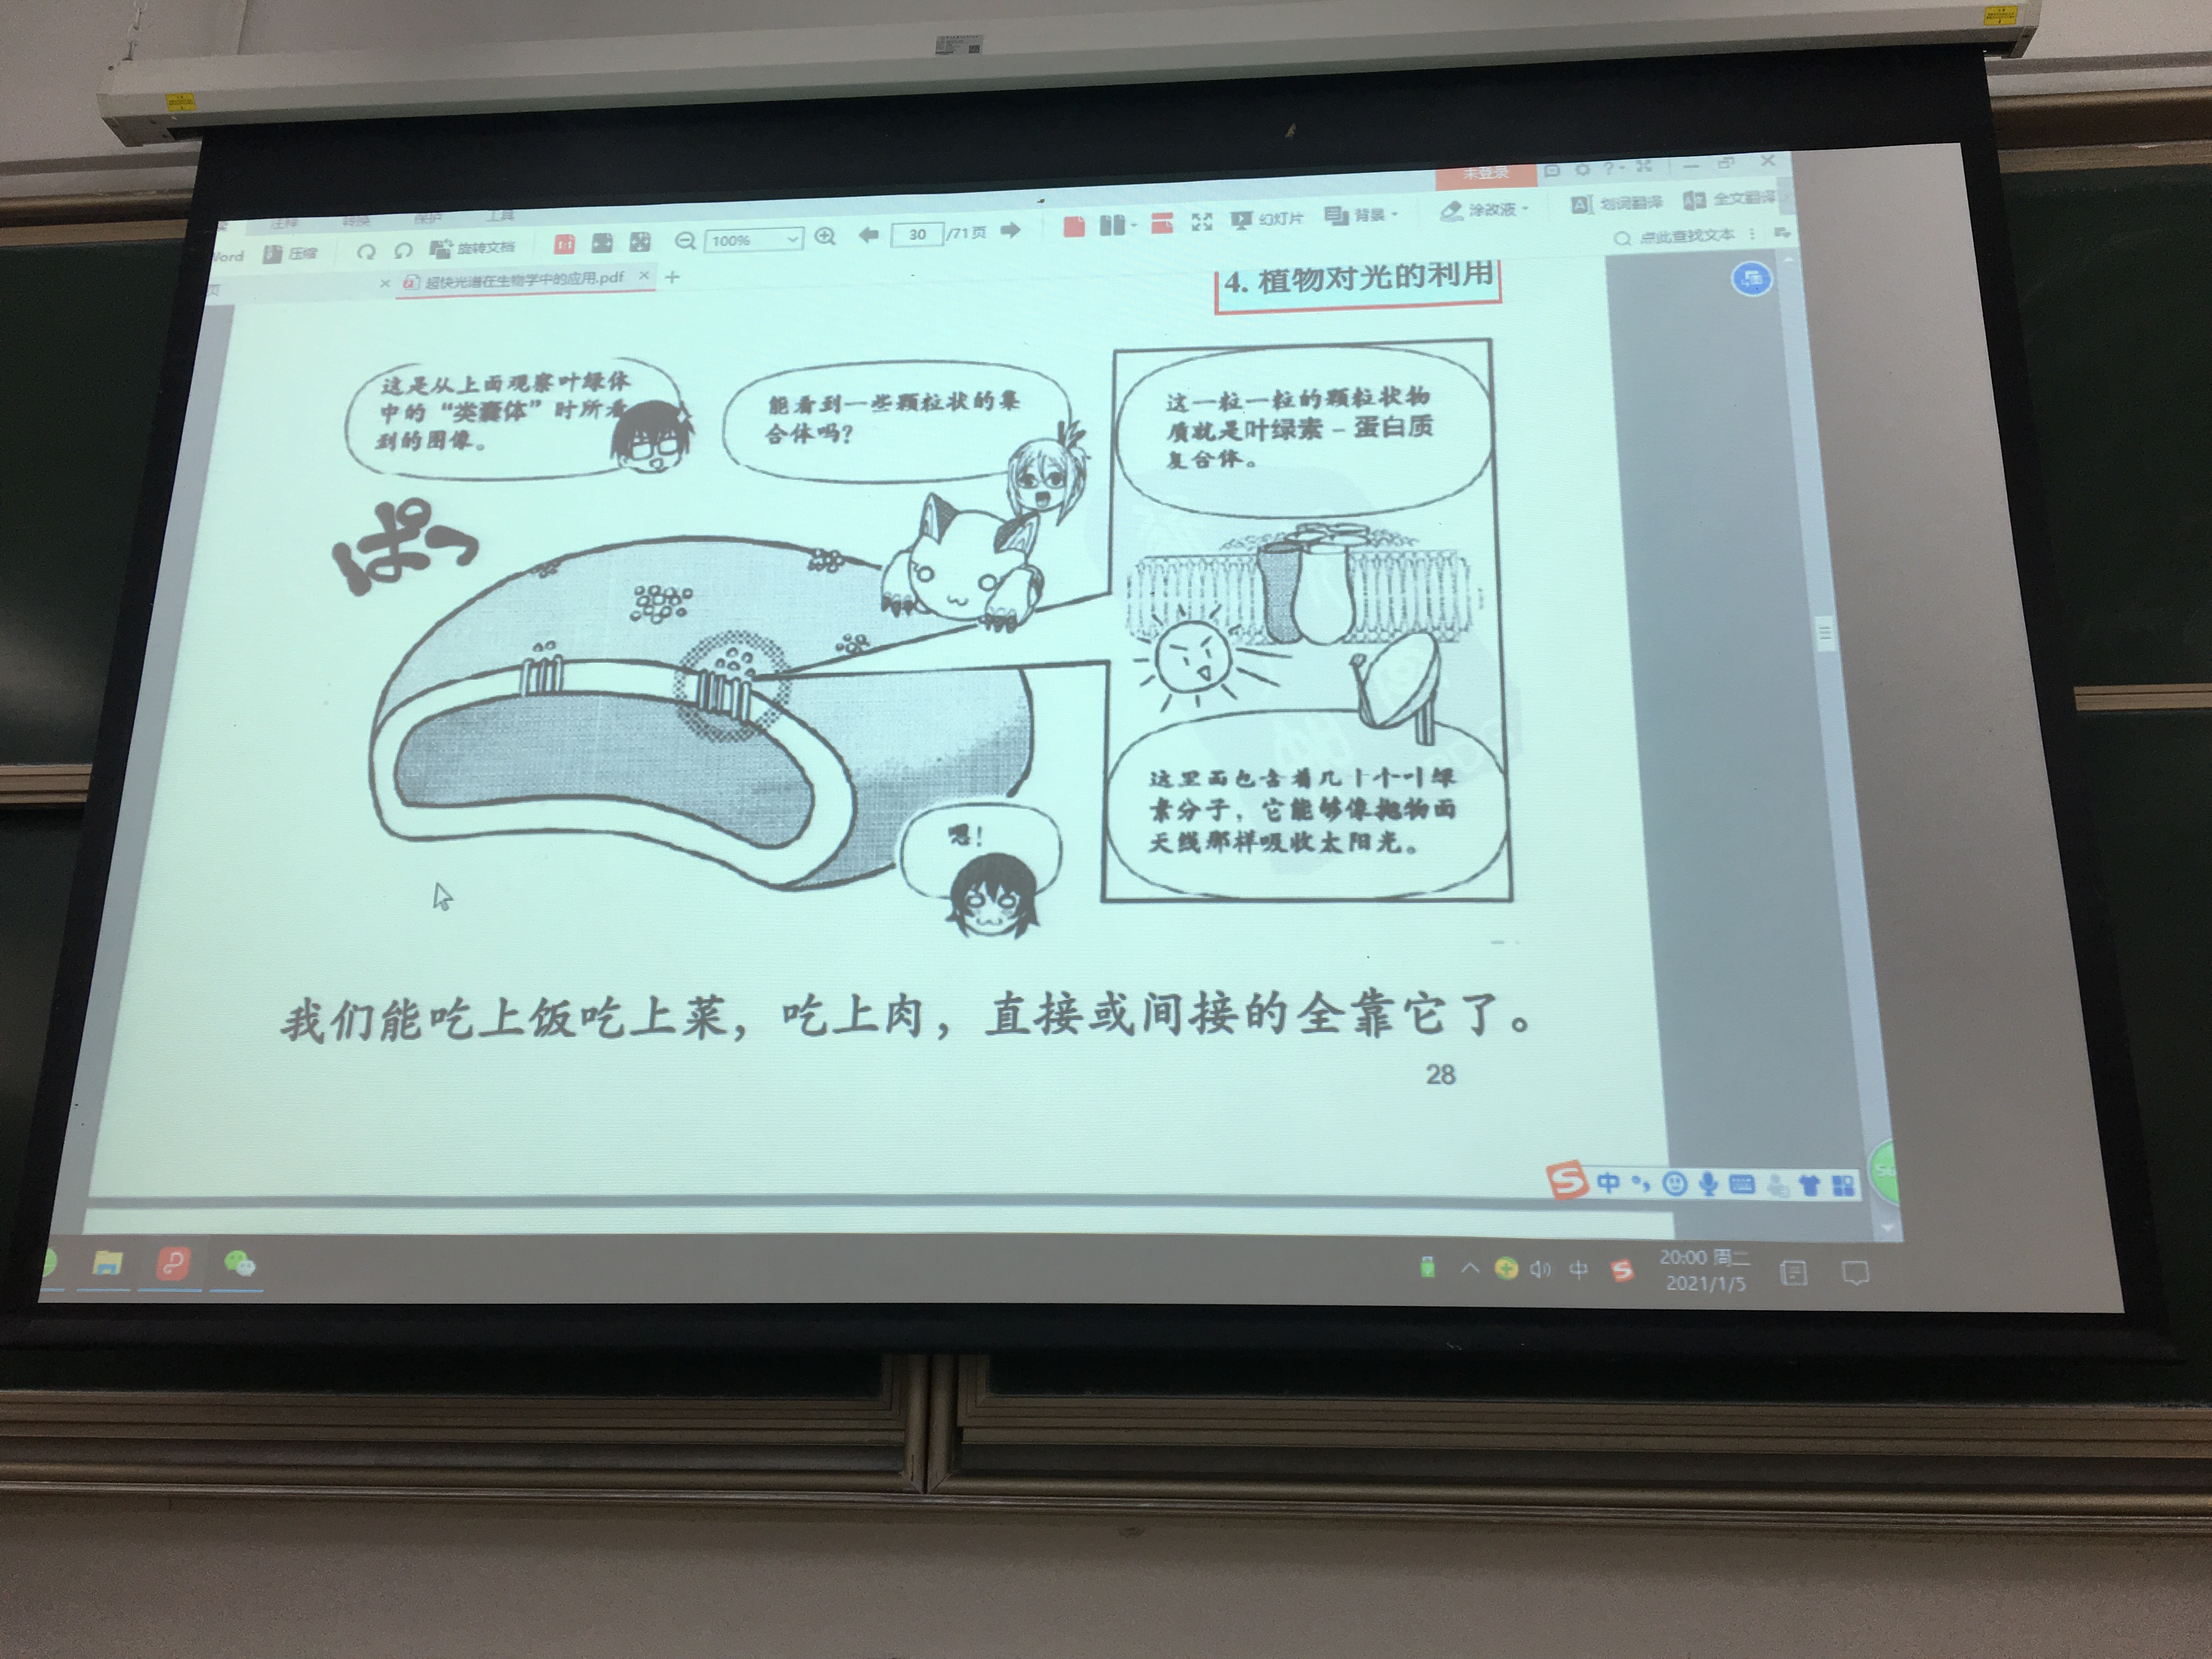 未登录
注释 转换 保护 工具
Word 压缩 旋转文档 1:1 100% 30 /71页 幻灯片 背景 涂改液 划词翻译 全文翻译
点此查找文本
页 超快光谱在生物学中的应用.pdf
4. 植物对光的利用
这是从上面观察叶绿体
中的“类囊体”时所看
到的图像。
能看到一些颗粒状的集
合体吗？
这一粒一粒的颗粒状物
质就是叶绿素－蛋白质
复合体。
ぱっ
这里面包含着几十个叶绿
素分子，它能够像抛物面
天线那样吸收太阳光。
嗯！
我们能吃上饭吃上菜，吃上肉，直接或间接的全靠它了。
28
S 中
中 S 20:00 周二
2021/1/5